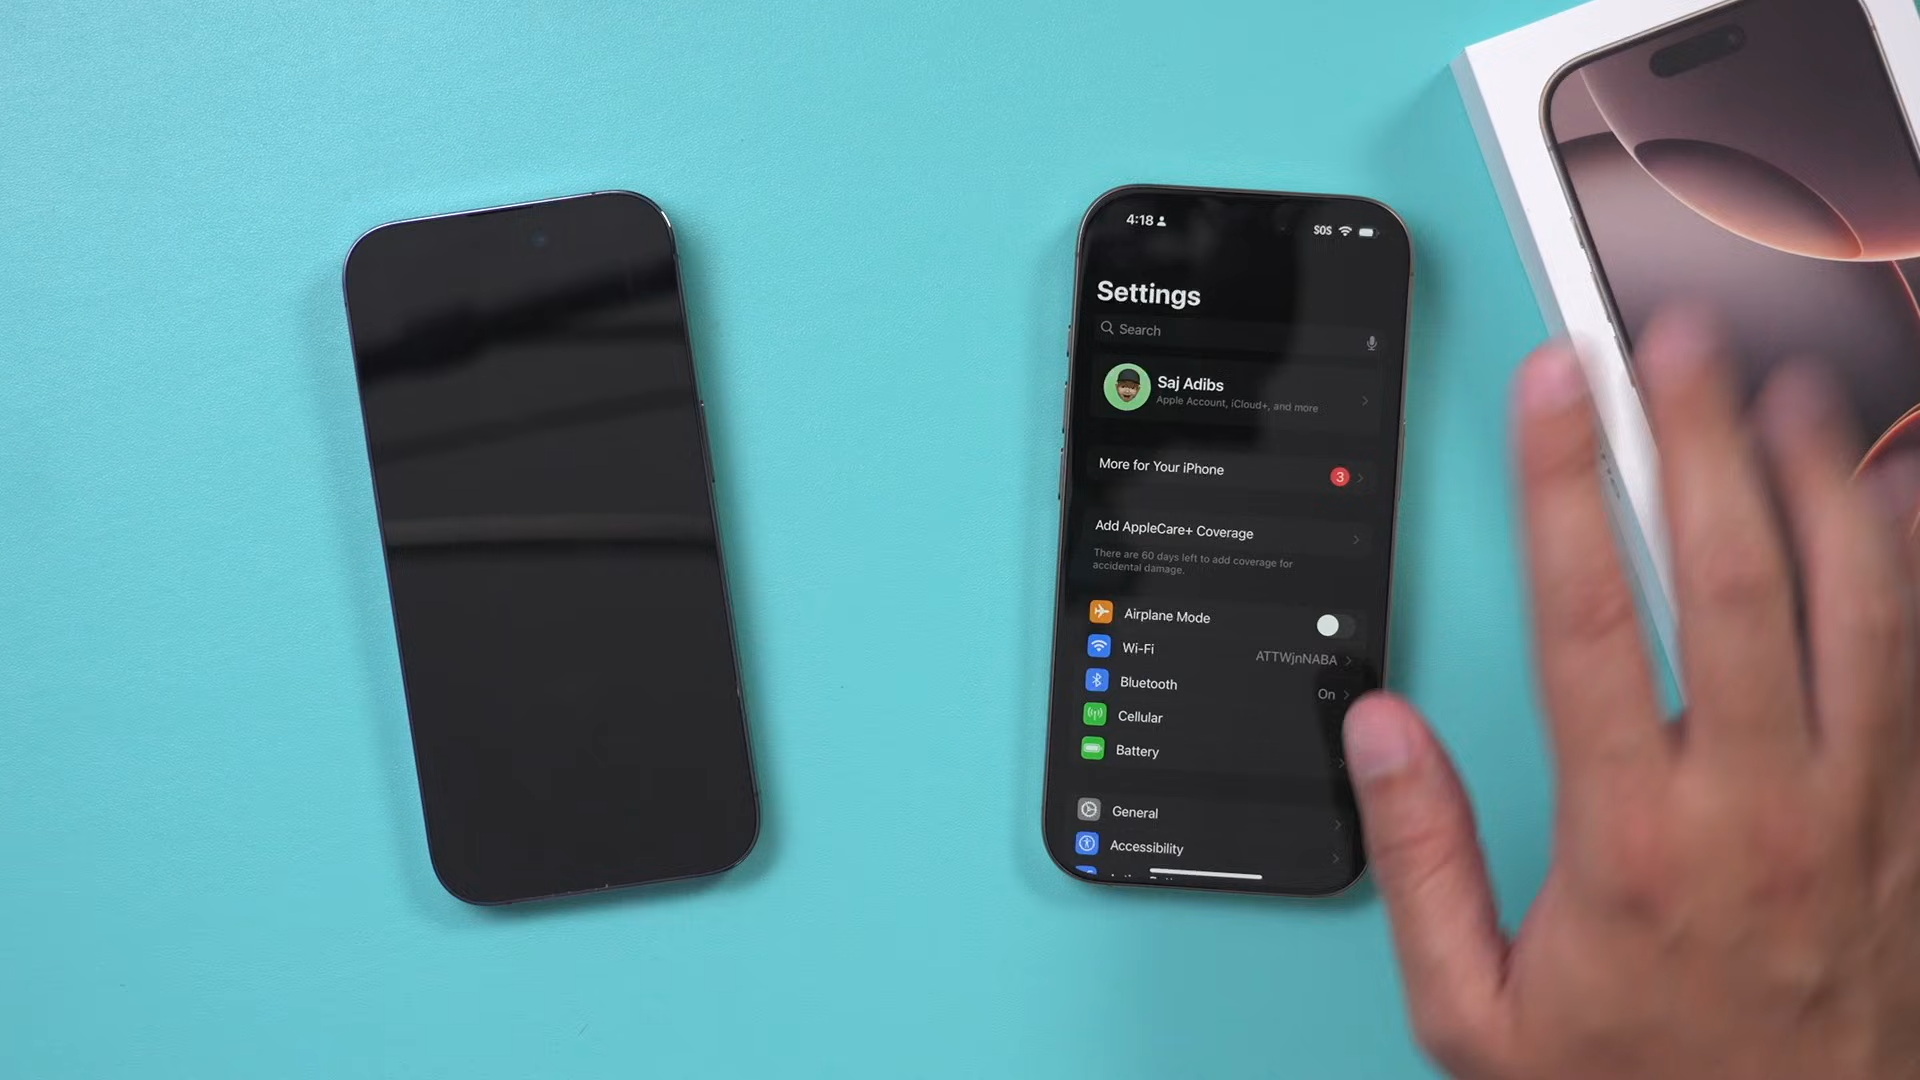 4:18
SOS
Settings
Search
Saj Adibs
Apple Account, iCloud+, and more
More for Your iPhone
3
Add AppleCare+ Coverage
There are 60 days left to add coverage for
accidental damage.
Airplane Mode
Wi-Fi
ATTWjnNABA
Bluetooth
On
Cellular
Battery
General
Accessibility